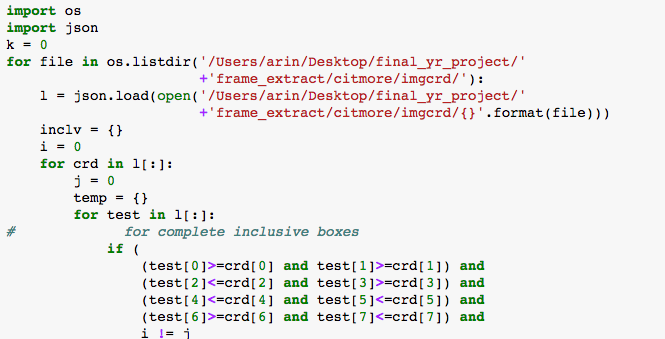 import os
import json
k = 0
for file in os.listdir('/Users/arin/Desktop/final_yr_project/'
                       +'frame_extract/citmore/imgcrd/'):
    l = json.load(open('/Users/arin/Desktop/final_yr_project/'
                       +'frame_extract/citmore/imgcrd/{}'.format(file)))
    inclv = {}
    i = 0
    for crd in l[:]:
        j = 0
        temp = {}
        for test in l[:]:
#             for complete inclusive boxes
            if (
                (test[0]>=crd[0] and test[1]>=crd[1]) and
                (test[2]<=crd[2] and test[3]>=crd[3]) and
                (test[4]<=crd[4] and test[5]<=crd[5]) and
                (test[6]>=crd[6] and test[7]<=crd[7]) and
                i != j